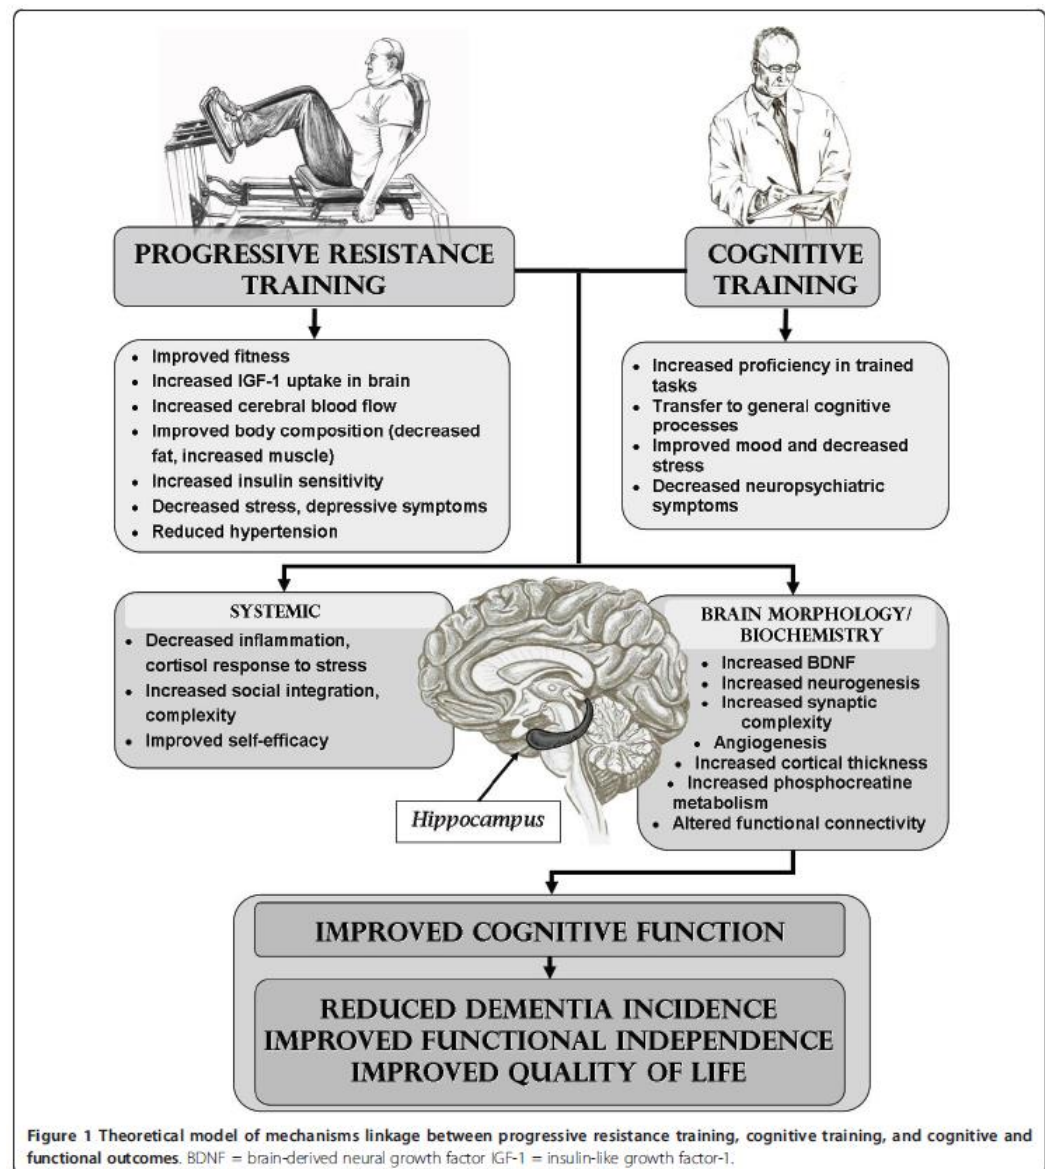 PROGRESSIVE RESISTANCE
TRAINING
COGNITIVE
TRAINING
• Improved fitness
• Increased IGF-1 uptake in brain
• Increased cerebral blood flow
• Improved body composition (decreased
fat, increased muscle)
• Increased insulin sensitivity
• Decreased stress, depressive symptoms
• Reduced hypertension
• Increased proficiency in trained
tasks
• Transfer to general cognitive
processes
• Improved mood and decreased
stress
• Decreased neuropsychiatric
symptoms
SYSTEMIC
• Decreased inflammation,
cortisol response to stress
• Increased social integration,
complexity
• Improved self-efficacy
BRAIN MORPHOLOGY/
BIOCHEMISTRY
• Increased BDNF
• Increased neurogenesis
• Increased synaptic
complexity
• Angiogenesis
• Increased cortical thickness
• Increased phosphocreatine
metabolism
• Altered functional connectivity
Hippocampus
IMPROVED COGNITIVE FUNCTION
REDUCED DEMENTIA INCIDENCE
IMPROVED FUNCTIONAL INDEPENDENCE
IMPROVED QUALITY OF LIFE
Figure 1 Theoretical model of mechanisms linkage between progressive resistance training, cognitive training, and cognitive and
functional outcomes. BDNF = brain-derived neural growth factor IGF-1 = insulin-like growth factor-1.